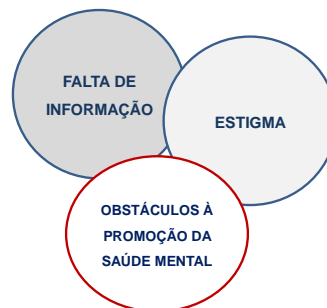 FALTA DE
INFORMAÇÃO
ESTIGMA
OBSTÁCULOS À
PROMOÇÃO DA
SAÚDE MENTAL